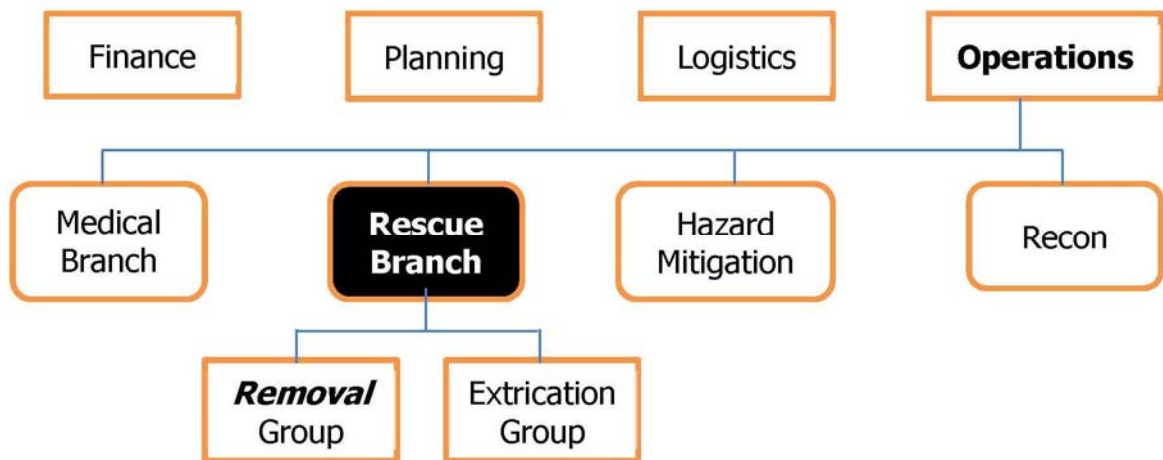 Finance
Planning
Logistics
Operations
Medical
Branch
Rescue
Branch
Hazard
Mitigation
Recon
Removal
Group
Extrication
Group